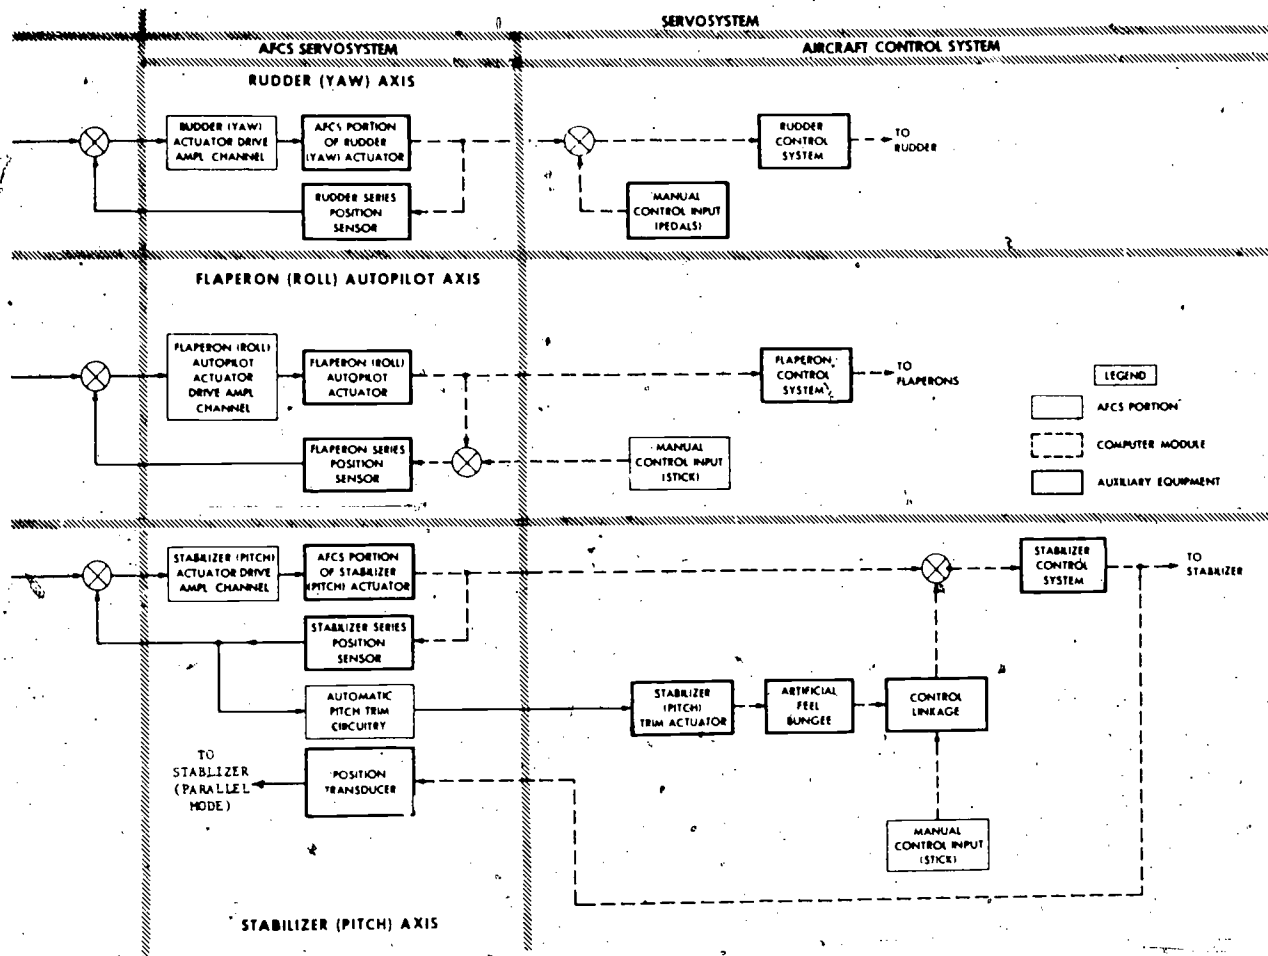 SERVOSYSTEM
AFCS SERVOSYSTEM
AIRCRAFT CONTROL SYSTEM
RUDDER (YAW) AXIS
RUDDER (YAW)
ACTUATOR DRIVE
AMPL CHANNEL
AFCS PORTION
OF RUDDER
(YAW) ACTUATOR
RUDDER
CONTROL
SYSTEM
TO
RUDDER
RUDDER SERIES
POSITION
SENSOR
MANUAL
CONTROL INPUT
(PEDALS)
FLAPERON (ROLL) AUTOPILOT AXIS
FLAPERON (ROLL)
AUTOPILOT
ACTUATOR
DRIVE AMPL
CHANNEL
FLAPERON (ROLL)
AUTOPILOT
ACTUATOR
FLAPERON
CONTROL
SYSTEM
TO
FLAPERONS
FLAPERON SERIES
POSITION
SENSOR
MANUAL
CONTROL INPUT
(STICK)
LEGEND
AFCS PORTION
COMPUTER MODULE
AUXILIARY EQUIPMENT
STABILIZER (PITCH)
ACTUATOR DRIVE
AMPL CHANNEL
AFCS PORTION
OF STABILIZER
(PITCH) ACTUATOR
STABILIZER
CONTROL
SYSTEM
TO
STABILIZER
STABILIZER SERIES
POSITION
SENSOR
AUTOMATIC
PITCH TRIM
CIRCUITRY
STABILIZER
(PITCH)
TRIM ACTUATOR
ARTIFICIAL
FEEL
BUNGEE
CONTROL
LINKAGE
TO
STABLIZER
(PARALLEL
MODE)
POSITION
TRANSDUCER
MANUAL
CONTROL INPUT
(STICK)
STABILIZER (PITCH) AXIS